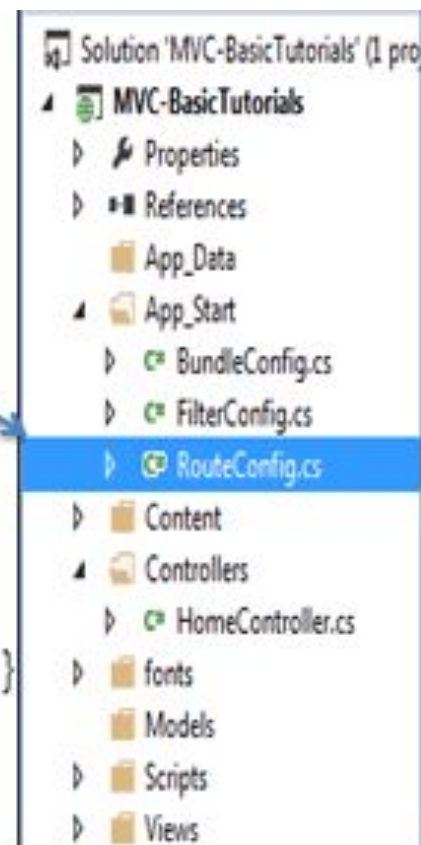 Solution 'MVC-BasicTutorials' (1 pro
MVC-BasicTutorials
Properties
References
App_Data
App_Start
C# BundleConfig.cs
C# FilterConfig.cs
C# RouteConfig.cs
Content
Controllers
C# HomeController.cs
}
fonts
Models
Scripts
Views